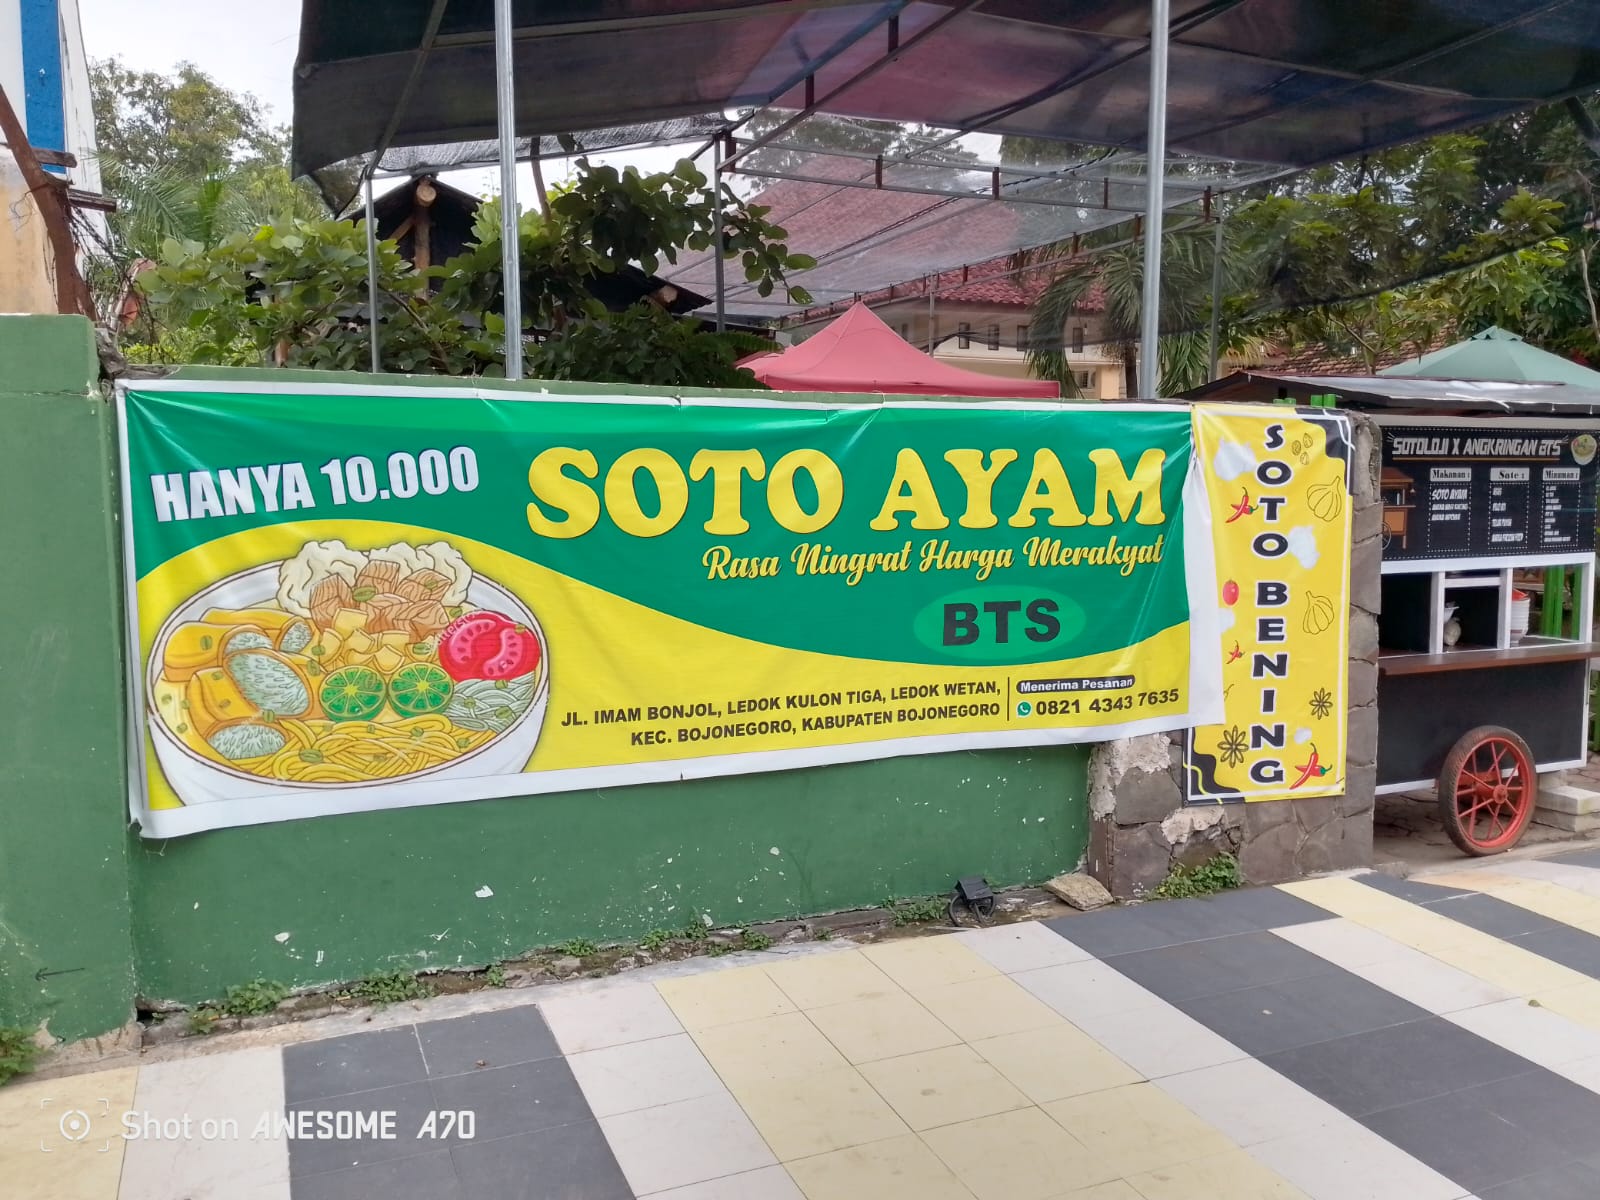 HANYA 10.000
SOTO AYAM
Rasa Ningrat Harga Merakyat
BTS
JL. IMAM BONJOL, LEDOK KULON TIGA, LEDOK WETAN,
KEC. BOJONEGORO, KABUPATEN BOJONEGORO
Menerima Pesanan
0821 4343 7635
SOTO BENING
SOTOLOJI X ANGKRINGAN BTS
Makanan :
SOTO AYAM
Sate :
Minuman :
Shot on AWESOME A70